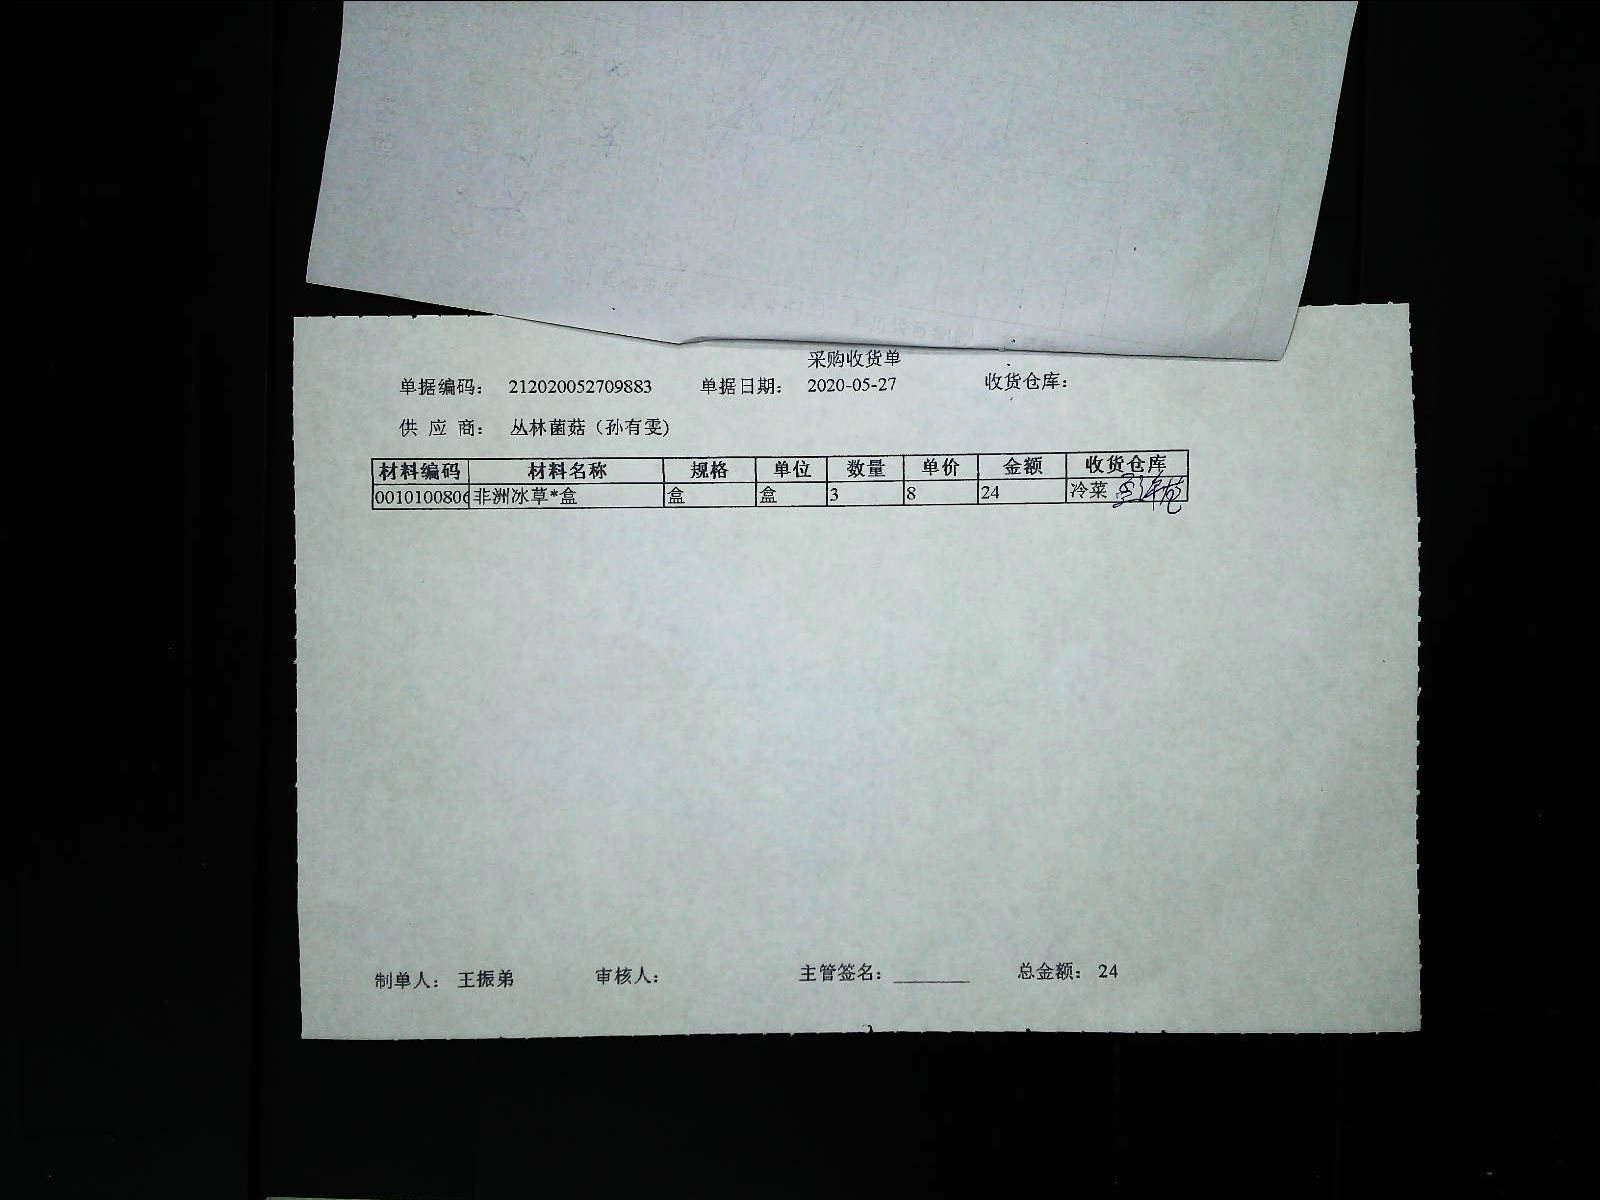 采购收货单
单据编码： 212020052709883 单据日期： 2020-05-27 收货仓库：
供 应 商： 丛林菌菇（孙有雯)
材料编码 材料名称 规格 单位 数量 单价 金额 收货仓库
0010100806 非洲冰草*盒 盒 盒 3 8 24 冷菜
制单人： 王振弟 审核人： 主管签名： 总金额： 24